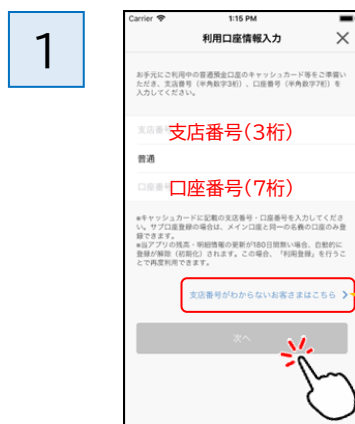 1
Carrier 1:15 PM
利用口座情報入力
お手元にご利用中の普通預金口座のキャッシュカード等をご準備い
ただき、支店番号(半角数字3桁)、口座番号(半角数字7桁)を
入力してください。
支店番号(3桁)
普通
口座番号(7桁)
※キャッシュカードに記載の支店番号・口座番号を入力してくださ
い。サブ口座登録の場合は、メイン口座と同一の名義の口座のみ登
録できます。
※当アプリの残高・明細情報の更新が180日間無い場合、自動的に
登録が解除(初期化)されます。この場合、「利用登録」を行うこ
とで再度利用できます。
支店番号がわからないお客さまはこちら
次へ